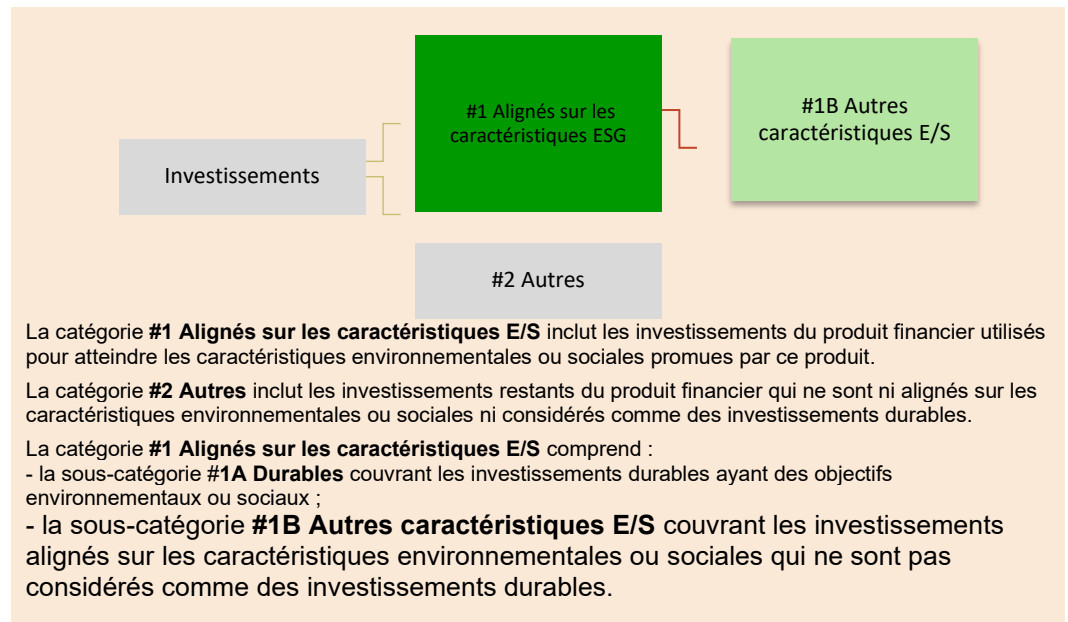 #1 Alignés sur les
caractéristiques ESG
#1B Autres
caractéristiques E/S
Investissements
#2 Autres
La catégorie #1 Alignés sur les caractéristiques E/S inclut les investissements du produit financier utilisés
pour atteindre les caractéristiques environnementales ou sociales promues par ce produit.
La catégorie #2 Autres inclut les investissements restants du produit financier qui ne sont ni alignés sur les
caractéristiques environnementales ou sociales ni considérés comme des investissements durables.
La catégorie #1 Alignés sur les caractéristiques E/S comprend :
- la sous-catégorie #1A Durables couvrant les investissements durables ayant des objectifs
environnementaux ou sociaux ;
- la sous-catégorie #1B Autres caractéristiques E/S couvrant les investissements
alignés sur les caractéristiques environnementales ou sociales qui ne sont pas
considérés comme des investissements durables.